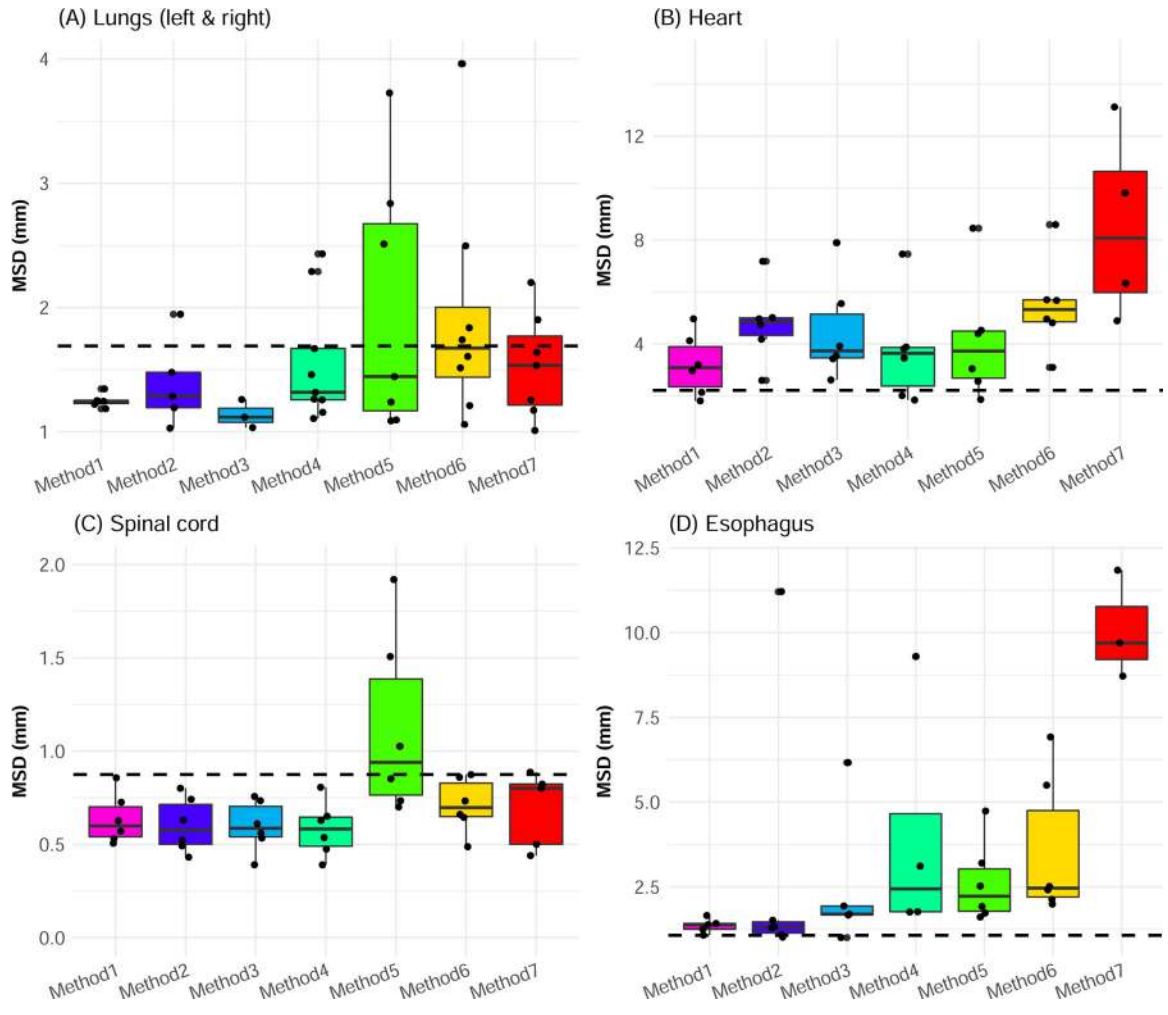 (A) Lungs (left & right)
MSD (mm)
4
3
2
1
Method1 Method2 Method3 Method4 Method5 Method6 Method7
(B) Heart
MSD (mm)
12
8
4
Method1 Method2 Method3 Method4 Method5 Method6 Method7
(C) Spinal cord
MSD (mm)
2.0
1.5
1.0
0.5
0.0
Method1 Method2 Method3 Method4 Method5 Method6 Method7
(D) Esophagus
MSD (mm)
12.5
10.0
7.5
5.0
2.5
Method1 Method2 Method3 Method4 Method5 Method6 Method7